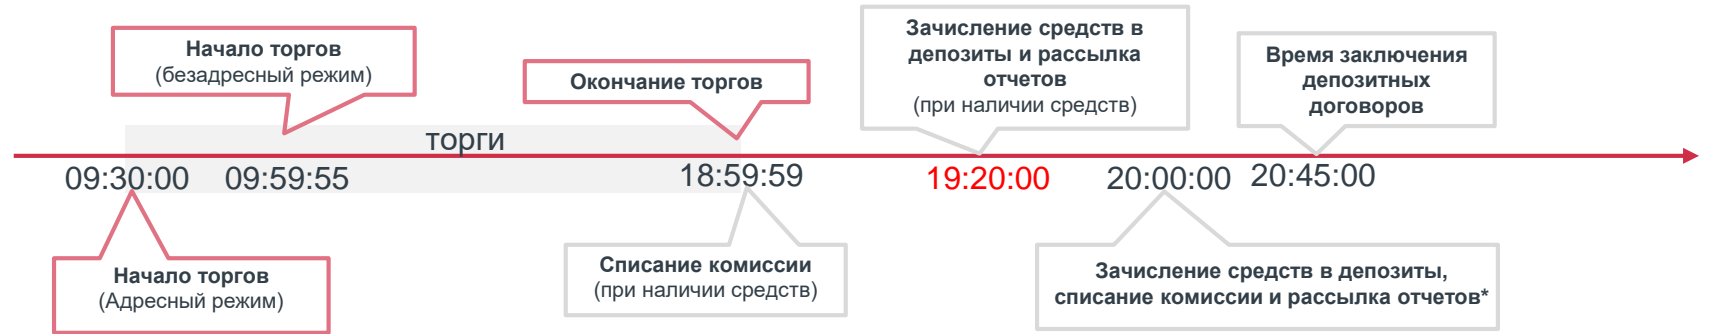 Начало торгов
(безадресный режим)
Окончание торгов
Зачисление средств в
депозиты и рассылка
отчетов
(при наличии средств)
Время заключения
депозитных
договоров
торги
09:30:00
09:59:55
18:59:59
19:20:00
20:00:00
20:45:00
Начало торгов
(Адресный режим)
Списание комиссии
(при наличии средств)
Зачисление средств в депозиты,
списание комиссии и рассылка отчетов*